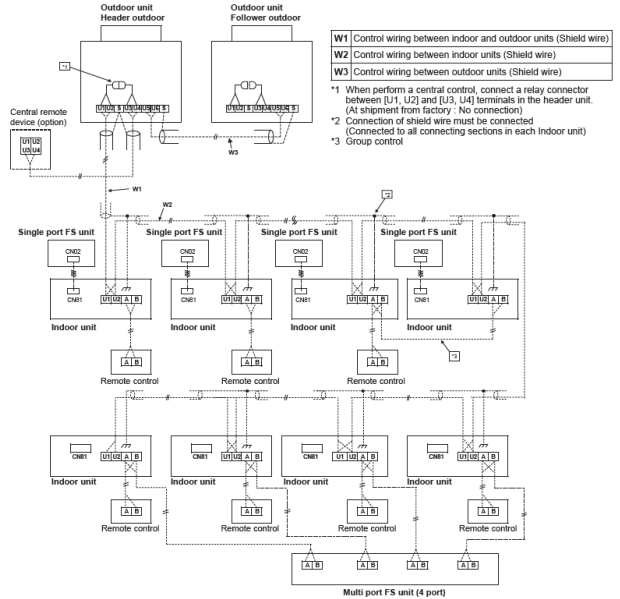 Outdoor unit
Header outdoor
Outdoor unit
Follower outdoor
W1 Control wiring between indoor and outdoor units (Shield wire)
W2 Control wiring between indoor units (Shield wire)
W3 Control wiring between outdoor units (Shield wire)
*1 When perform a central control, connect a relay connector
between [U1, U2] and [U3, U4] terminals in the header unit.
(At shipment from factory : No connection)
*2 Connection of shield wire must be connected
(Connected to all connecting sections in each Indoor unit)
*3 Group control
*1
U1 U2 S U3 U4 U5 U6 S
U1 U2 S U3 U4 U5 U6 S
Central remote
device (option)
U1 U2
U3 U4
W3
W1
W2
*2
Single port FS unit
Single port FS unit
Single port FS unit
Single port FS unit
CN02
CN02
CN02
CN02
CN81 U1 U2 A B
CN81 U1 U2 A B
CN81 U1 U2 A B
CN81 U1 U2 A B
Indoor unit
Indoor unit
Indoor unit
Indoor unit
*3
A B
A B
A B
Remote control
Remote control
Remote control
CN81 U1 U2 A B
CN81 U1 U2 A B
CN81 U1 U2 A B
CN81 U1 U2 A B
Indoor unit
Indoor unit
Indoor unit
Indoor unit
A B
A B
A B
A B
Remote control
Remote control
Remote control
Remote control
A B
A B
A B
A B
Multi port FS unit (4 port)